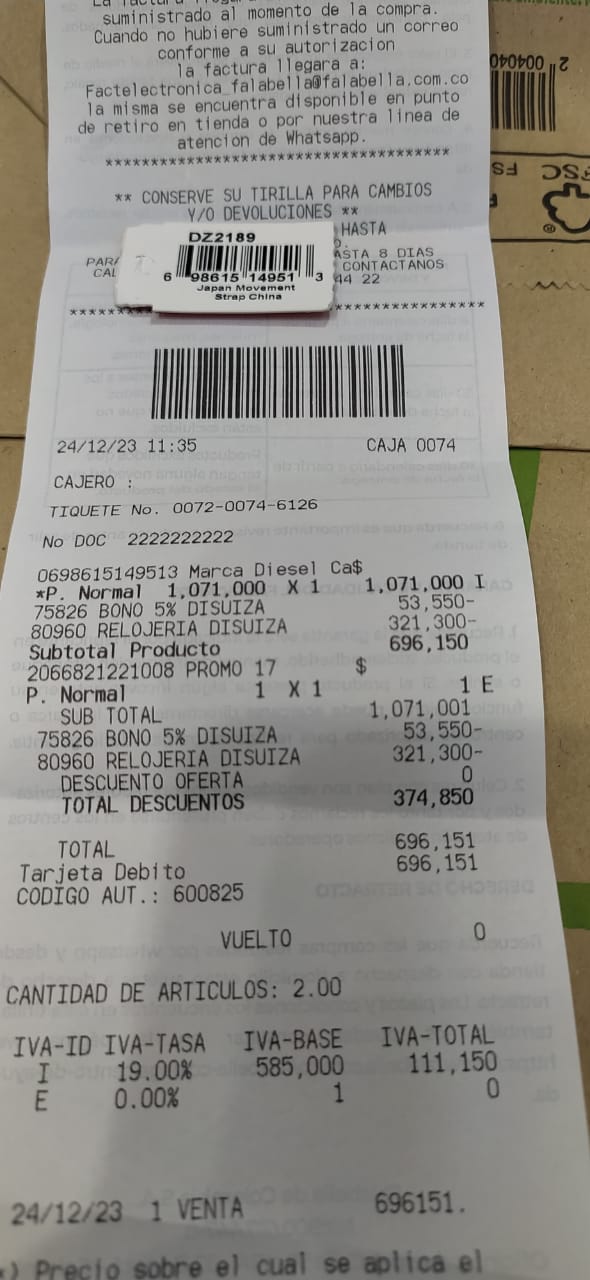 La factura
suministrado al momento de la compra.
Cuando no hubiere suministrado un correo
conforme a su autorizacion
la factura llegara a:
Factelectronica_falabella@falabella.com.co
la misma se encuentra disponible en punto
de retiro en tienda o por nuestra linea de
atencion de Whatsapp.
****************************************
** CONSERVE SU TIRILLA PARA CAMBIOS
Y/O DEVOLUCIONES **
HASTA
ASTA 8 DIAS
CONTACTANOS
44 22
DZ2189
6 98615 14951 3
Japan Movement
Strap China
24/12/23 11:35 CAJA 0074
CAJERO :
TIQUETE No. 0072-0074-6126
No DOC 2222222222
0698615149513 Marca Diesel Ca$
*P. Normal 1,071,000 X 1 1,071,000 I
75826 BONO 5% DISUIZA 53,550-
80960 RELOJERIA DISUIZA 321,300-
Subtotal Producto 696,150
2066821221008 PROMO 17 $
P. Normal 1 X 1 1 E
SUB TOTAL 1,071,001
75826 BONO 5% DISUIZA 53,550-
80960 RELOJERIA DISUIZA 321,300-
DESCUENTO OFERTA 0
TOTAL DESCUENTOS 374,850
TOTAL 696,151
Tarjeta Debito 696,151
CODIGO AUT.: 600825
VUELTO 0
CANTIDAD DE ARTICULOS: 2.00
IVA-ID IVA-TASA IVA-BASE IVA-TOTAL
I 19.00% 585,000 111,150
E 0.00% 1 0
24/12/23 1 VENTA 696151.
*) Precio sobre el cual se aplica el